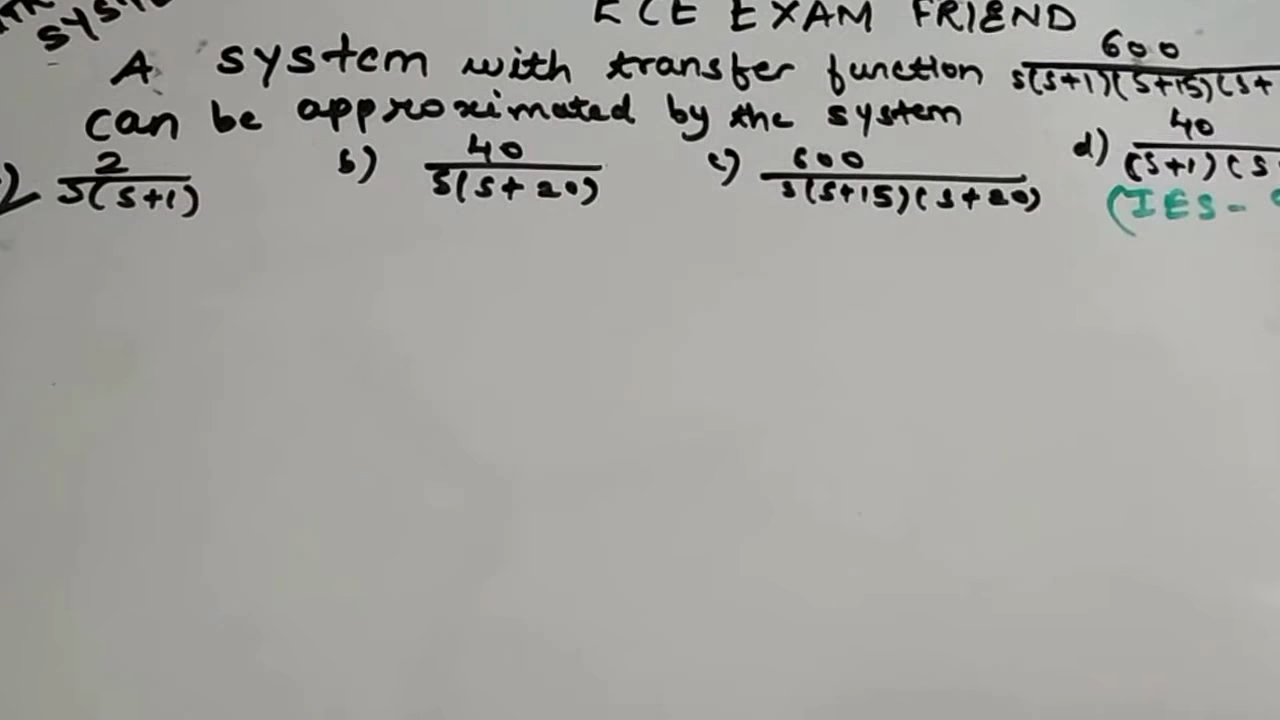 ECE EXAM FRIEND
A system with transfer function 600
s(s+1)(s+15)(s+
can be approximated by the system
2
s(s+1)
b) 40
s(s+20)
c) 600
s(s+15)(s+20)
d) 40
(s+1)(s
(IES-